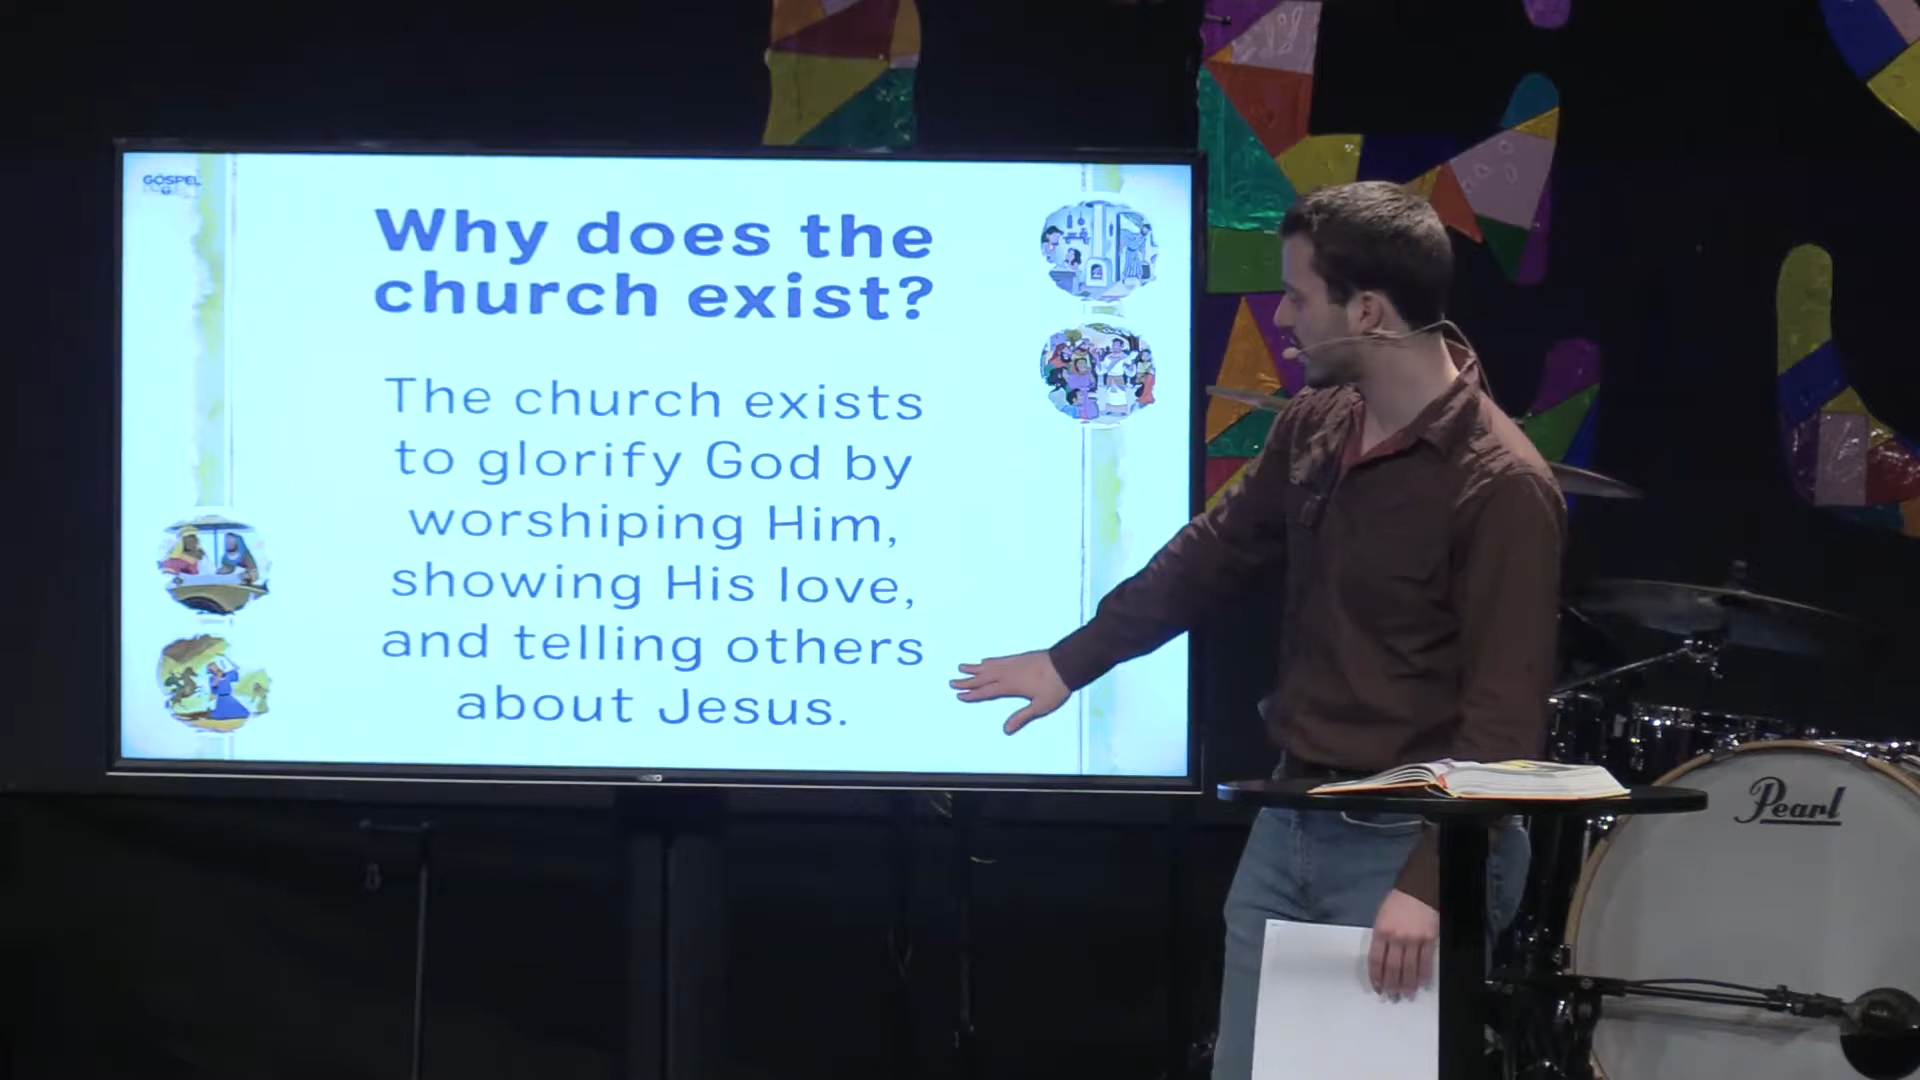 GOSPEL
Why does the
church exist?
The church exists
to glorify God by
worshiping Him,
showing His love,
and telling others
about Jesus.
Pearl